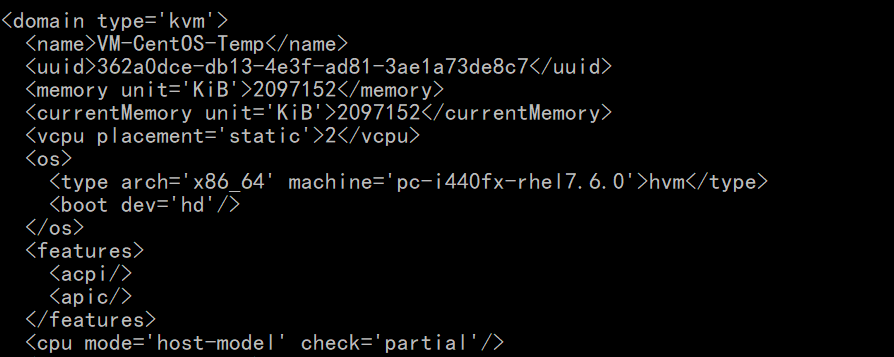 <domain type='kvm'>
  <name>VM-CentOS-Temp</name>
  <uuid>362a0dce-db13-4e3f-ad81-3ae1a73de8c7</uuid>
  <memory unit='KiB'>2097152</memory>
  <currentMemory unit='KiB'>2097152</currentMemory>
  <vcpu placement='static'>2</vcpu>
  <os>
    <type arch='x86_64' machine='pc-i440fx-rhel7.6.0'>hvm</type>
    <boot dev='hd'/>
  </os>
  <features>
    <acpi/>
    <apic/>
  </features>
  <cpu mode='host-model' check='partial'/>